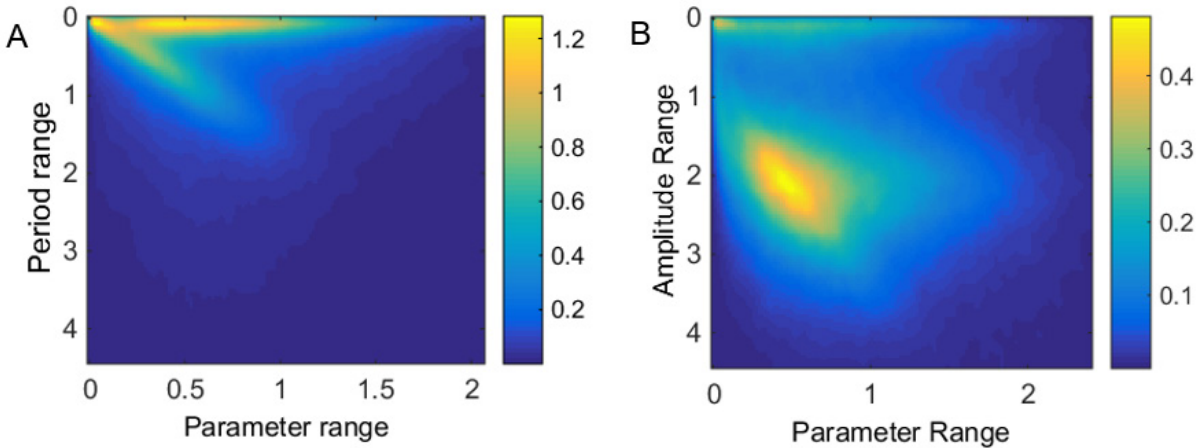 A
Period range
0
1
2
3
4
0 0.5 1 1.5 2
Parameter range
1.2
1
0.8
0.6
0.4
0.2
B
Amplitude Range
0
1
2
3
4
0 1 2
Parameter Range
0.4
0.3
0.2
0.1